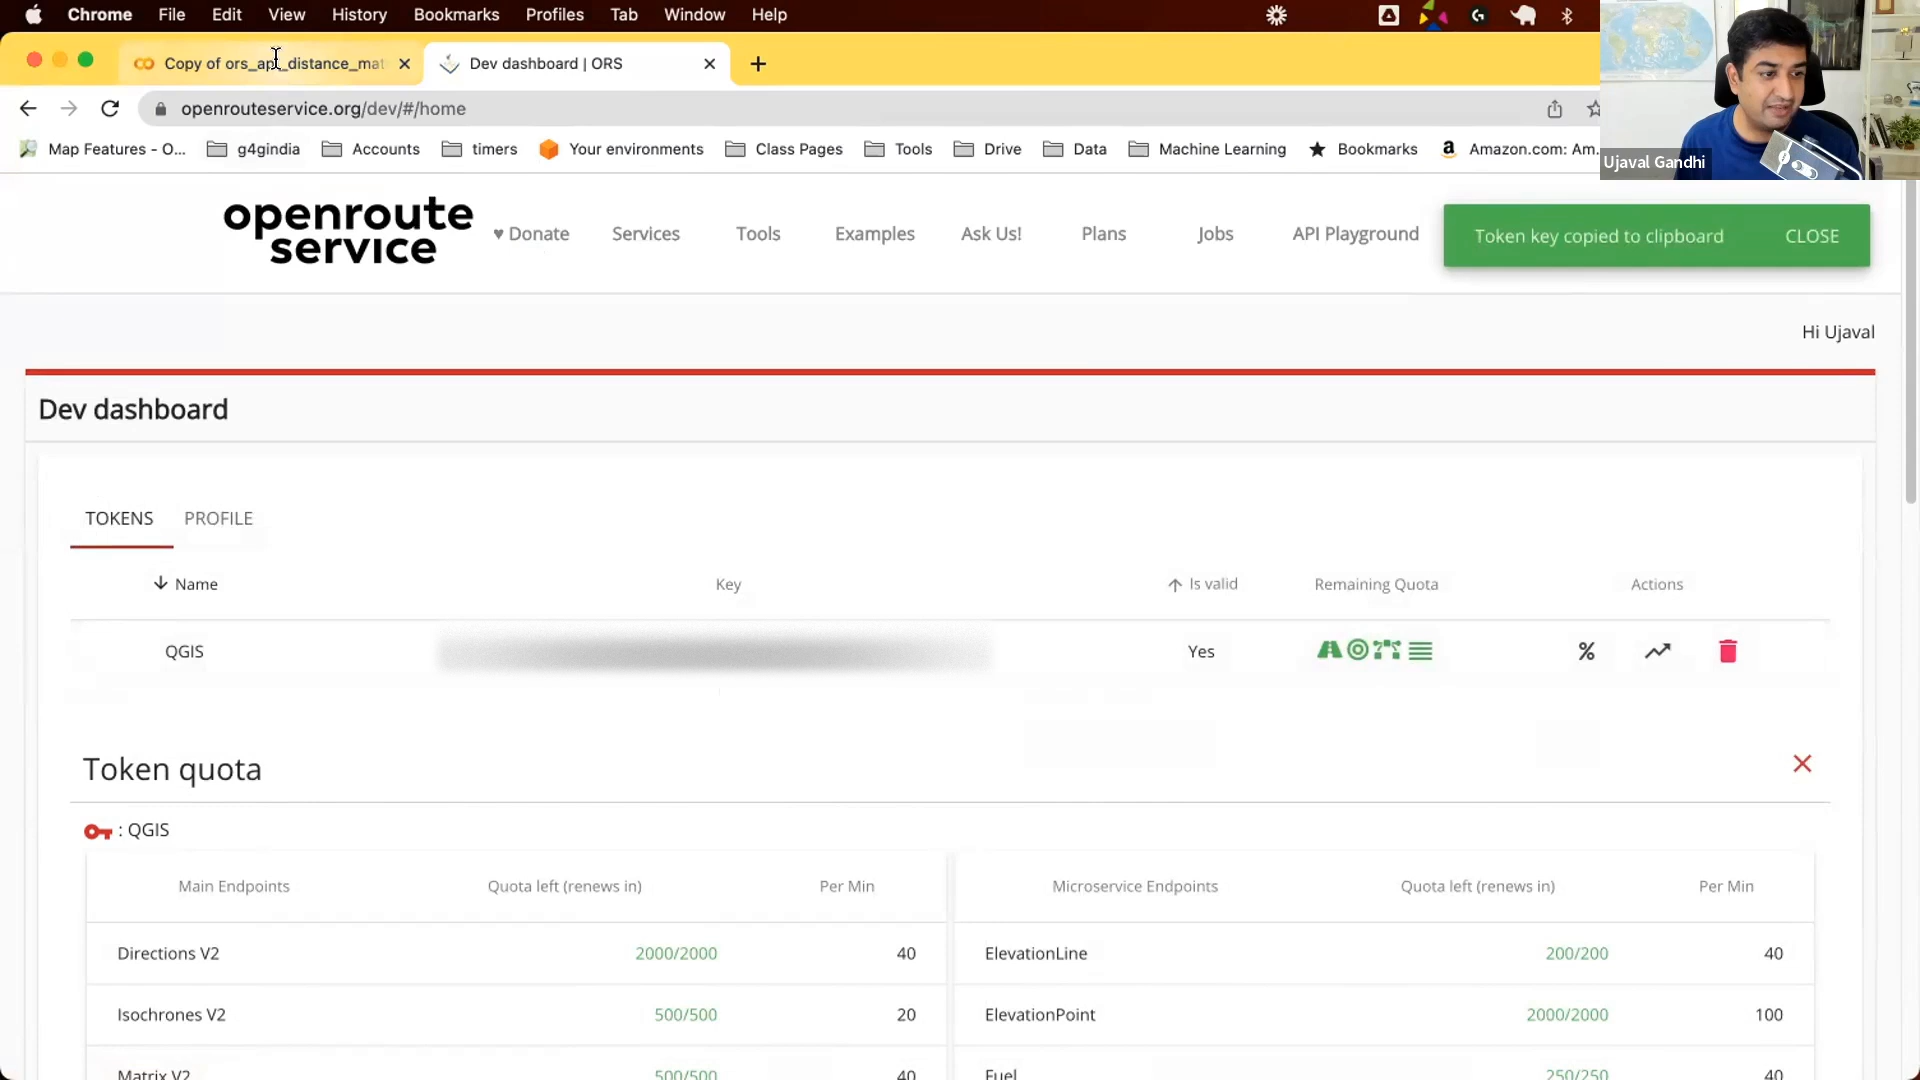 Chrome File Edit View History Bookmarks Profiles Tab Window Help
Copy of ors_api_distance_mat
Dev dashboard | ORS
openrouteservice.org/dev/#/home
Map Features - O... g4gindia Accounts timers Your environments Class Pages Tools Drive Data Machine Learning Bookmarks Amazon.com: Am.
Ujaval Gandhi
openroute
service
Donate Services Tools Examples Ask Us! Plans Jobs API Playground
Token key copied to clipboard CLOSE
Hi Ujaval
Dev dashboard
TOKENS PROFILE
Name Key Is valid Remaining Quota Actions
QGIS Yes %
Token quota
: QGIS
Main Endpoints Quota left (renews in) Per Min Microservice Endpoints Quota left (renews in) Per Min
Directions V2 2000/2000 40 ElevationLine 200/200 40
Isochrones V2 500/500 20 ElevationPoint 2000/2000 100
Matrix V2 500/500 40 Fuel 250/250 40